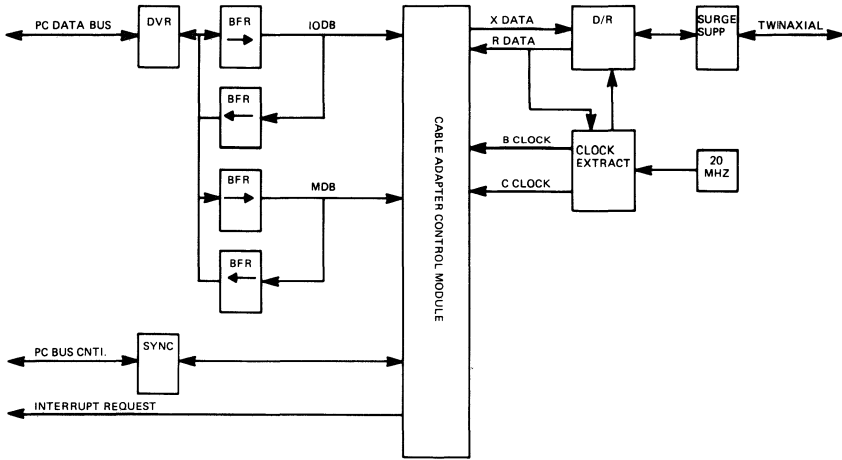 PC DATA BUS
DVR
BFR
IODB
BFR
BFR
MDB
BFR
PC BUS CNTI.
SYNC
INTERRUPT REQUEST
CABLE ADAPTER CONTROL MODULE
X DATA
R DATA
D/R
SURGE
SUPP
TWINAXIAL
B CLOCK
C CLOCK
CLOCK
EXTRACT
20
MHZ